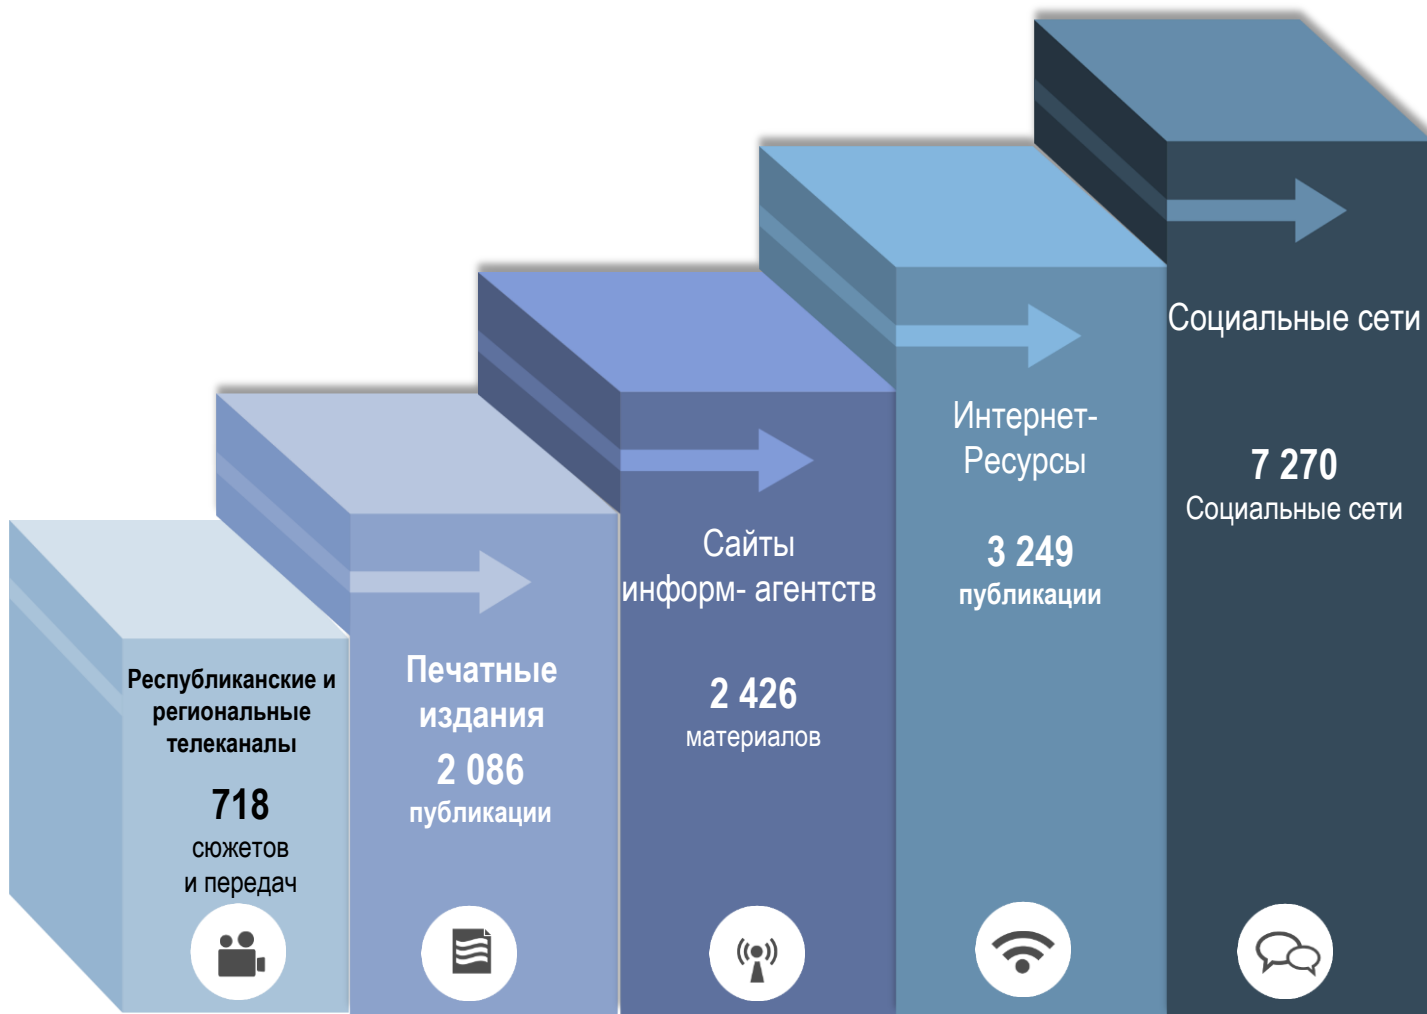 Республиканские и
региональные
телеканалы
718
сюжетов
и передач
Печатные
издания
2 086
публикации
Сайты
информ- агентств
2 426
материалов
Интернет-
Ресурсы
3 249
публикации
Социальные сети
7 270
Социальные сети